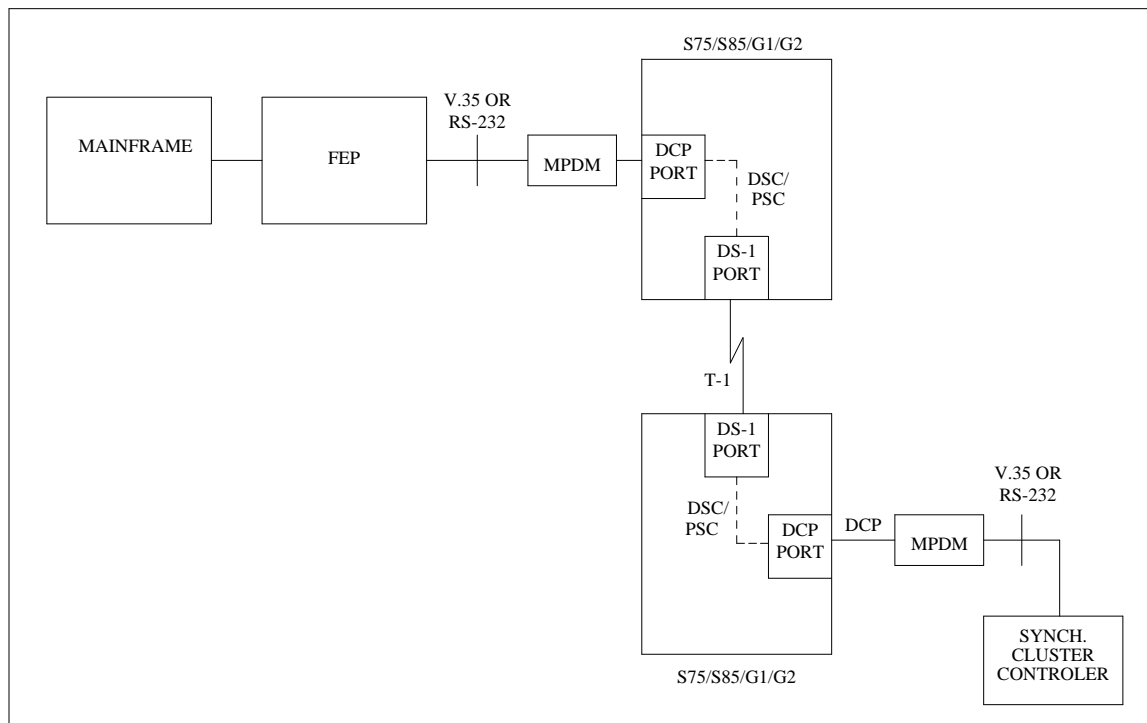 S75/S85/G1/G2
V.35 OR
RS-232
MAINFRAME
FEP
MPDM
DCP
PORT
DSC/
PSC
DS-1
PORT
T-1
DS-1
PORT
DSC/
PSC
DCP
PORT
DCP
MPDM
V.35 OR
RS-232
SYNCH.
CLUSTER
CONTROLER
S75/S85/G1/G2